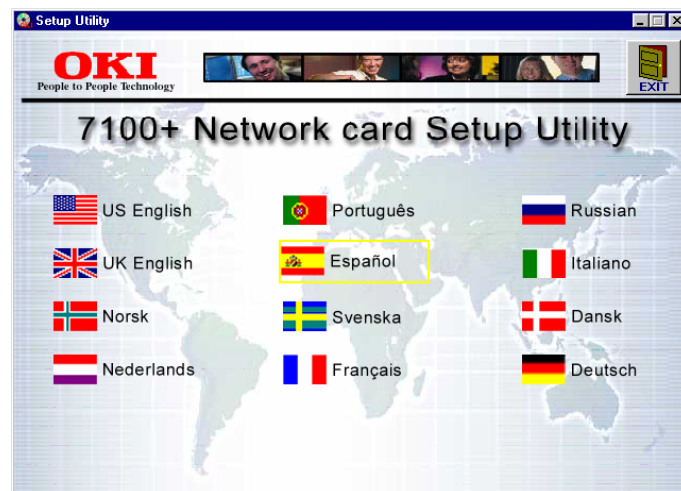 Setup Utility
OKI
People to People Technology
EXIT
7100+ Network card Setup Utility
US English
Português
Russian
UK English
Español
Italiano
Norsk
Svenska
Dansk
Nederlands
Français
Deutsch